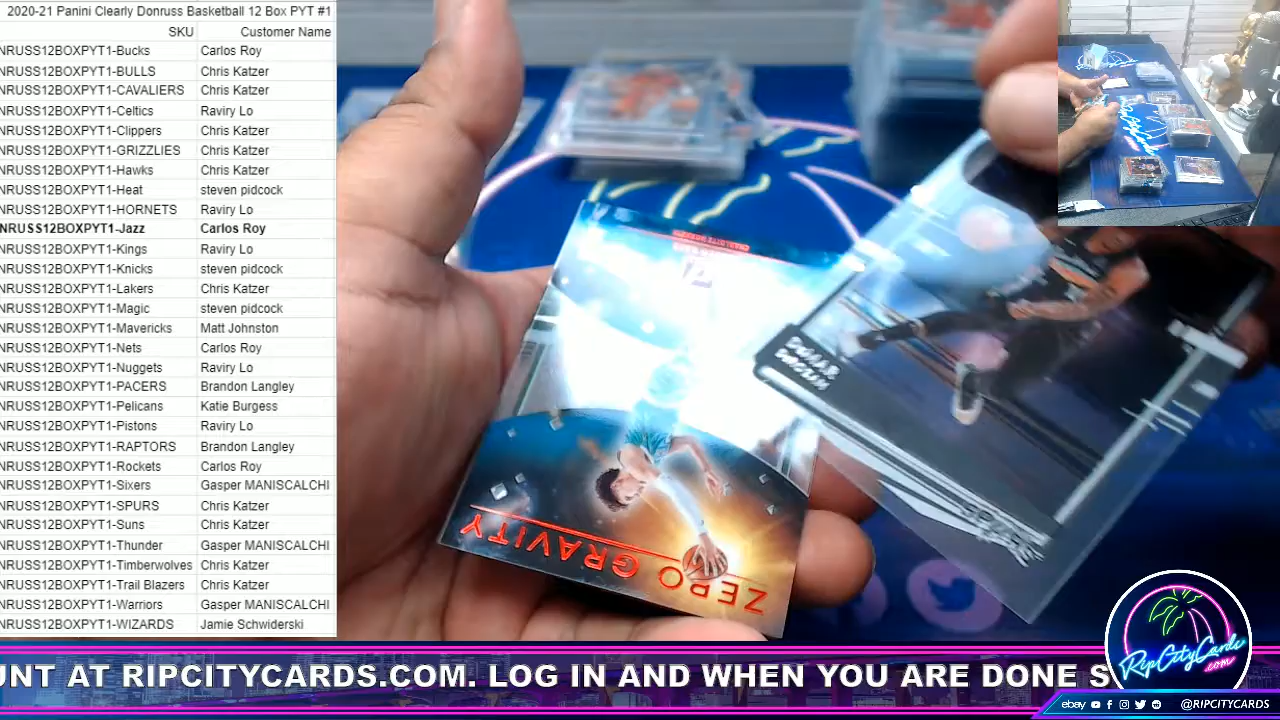 2020-21 Panini Clearly Donruss Basketball 12 Box PYT #1
SKU Customer Name
NRUSS12BOXPYT1-Bucks Carlos Roy
NRUSS12BOXPYT1-BULLS Chris Katzer
NRUSS12BOXPYT1-CAVALIERS Chris Katzer
NRUSS12BOXPYT1-Celtics Raviry Lo
NRUSS12BOXPYT1-Clippers Chris Katzer
NRUSS12BOXPYT1-GRIZZLIES Chris Katzer
NRUSS12BOXPYT1-Hawks Chris Katzer
NRUSS12BOXPYT1-Heat steven pidcock
NRUSS12BOXPYT1-HORNETS Raviry Lo
NRUSS12BOXPYT1-Jazz Carlos Roy
NRUSS12BOXPYT1-Kings Raviry Lo
NRUSS12BOXPYT1-Knicks steven pidcock
NRUSS12BOXPYT1-Lakers Chris Katzer
NRUSS12BOXPYT1-Magic steven pidcock
NRUSS12BOXPYT1-Mavericks Matt Johnston
NRUSS12BOXPYT1-Nets Carlos Roy
NRUSS12BOXPYT1-Nuggets Raviry Lo
NRUSS12BOXPYT1-PACERS Brandon Langley
NRUSS12BOXPYT1-Pelicans Katie Burgess
NRUSS12BOXPYT1-Pistons Raviry Lo
NRUSS12BOXPYT1-RAPTORS Brandon Langley
NRUSS12BOXPYT1-Rockets Carlos Roy
NRUSS12BOXPYT1-Sixers Gasper MANISCALCHI
NRUSS12BOXPYT1-SPURS Chris Katzer
NRUSS12BOXPYT1-Suns Chris Katzer
NRUSS12BOXPYT1-Thunder Gasper MANISCALCHI
NRUSS12BOXPYT1-Timberwolves Chris Katzer
NRUSS12BOXPYT1-Trail Blazers Chris Katzer
NRUSS12BOXPYT1-Warriors Gasper MANISCALCHI
NRUSS12BOXPYT1-WIZARDS Jamie Schwiderski
ZERO GRAVITY
UNT AT RIPCITYCARDS.COM. LOG IN AND WHEN YOU ARE DONE S
RipCityCards
.com
ebay @RIPCITYCARDS